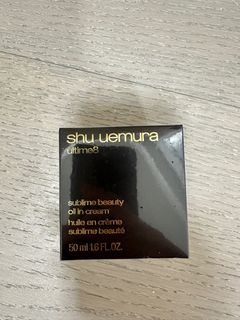 shu uemura
ultime8
sublime beauty
oil in cream
huile en crème
sublime beauté
50 ml 1.6 FL.OZ.